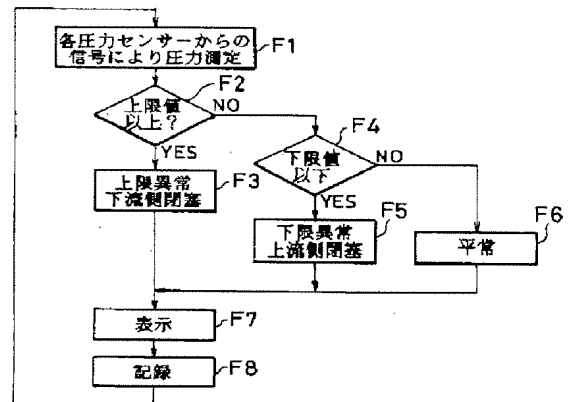 各圧力センサーからの
信号により圧力測定
F1
上限値
以上?
F2
NO
YES
上限異常
下流側閉塞
F3
下限値
以下
F4
NO
YES
下限異常
上流側閉塞
F5
平常
F6
表示
F7
記録
F8